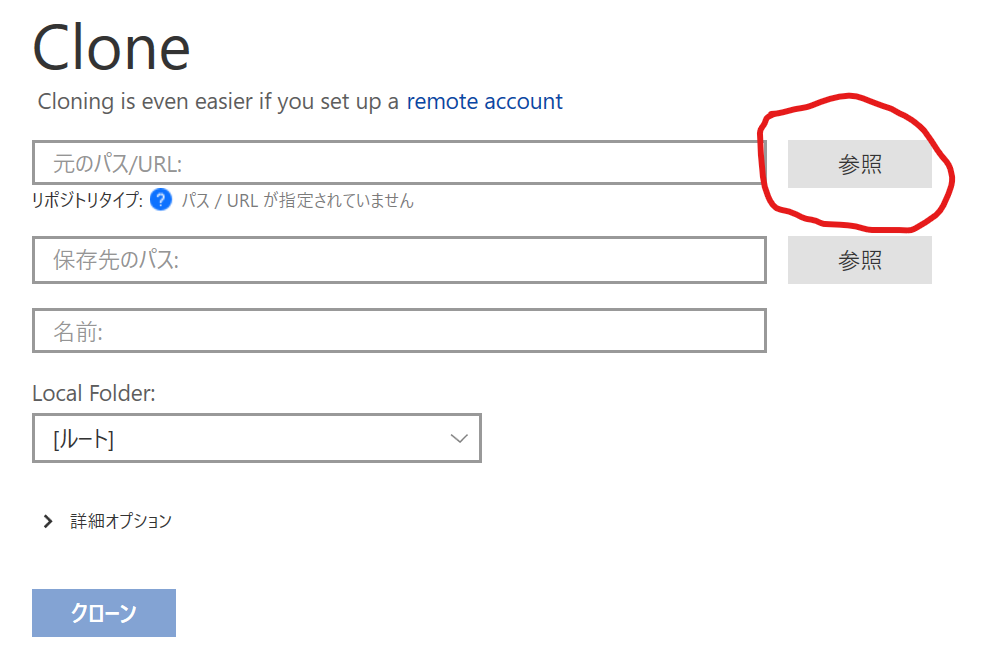 Clone
Cloning is even easier if you set up a remote account
元のパス/URL: 参照
リポジトリタイプ: ? パス / URL が指定されていません
保存先のパス: 参照
名前:
Local Folder:
[ルート]
詳細オプション
クローン